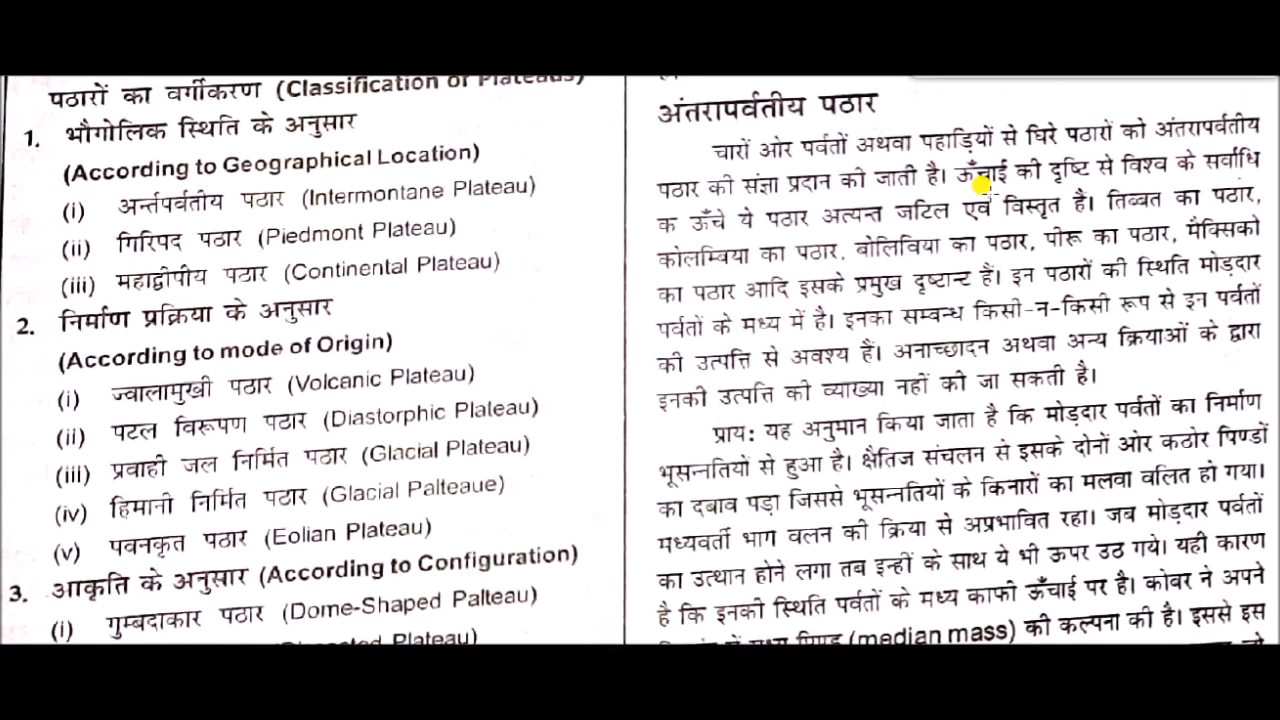 पठारों का वर्गीकरण (Classification of Plateaus)
1. भौगोलिक स्थिति के अनुसार
(According to Geographical Location)
(i) अर्न्तपर्वतीय पठार (Intermontane Plateau)
(ii) गिरिपद पठार (Piedmont Plateau)
(iii) महाद्वीपीय पठार (Continental Plateau)
2. निर्माण प्रक्रिया के अनुसार
(According to mode of Origin)
(i) ज्वालामुखी पठार (Volcanic Plateau)
(ii) पटल विरूपण पठार (Diastorphic Plateau)
(iii) प्रवाही जल निर्मित पठार (Glacial Plateau)
(iv) हिमानी निर्मित पठार (Glacial Palteaue)
(v) पवनकृत पठार (Eolian Plateau)
3. आकृति के अनुसार (According to Configuration)
(i) गुम्बदाकार पठार (Dome-Shaped Palteau)
Plateau)
अंतरापर्वतीय पठार
चारों ओर पर्वतों अथवा पहाड़ियों से घिरे पठारों को अंतरापर्वतीय
पठार की संज्ञा प्रदान की जाती है। ऊँचाई की दृष्टि से विश्व के सर्वाधि
क ऊँचे ये पठार अत्यन्त जटिल एवं विस्तृत हैं। तिब्बत का पठार,
कोलम्बिया का पठार, बोलिविया का पठार, पीरू का पठार, मैक्सिको
का पठार आदि इसके प्रमुख दृष्टान्ट हैं। इन पठारों की स्थिति मोड़दार
पर्वतों के मध्य में है। इनका सम्वन्ध किसी-न-किसी रूप से इन पर्वतों
की उत्पत्ति से अवश्य हैं। अनाच्छादन अथवा अन्य क्रियाओं के द्वारा
इनकी उत्पत्ति की व्याख्या नहीं की जा सकती है।
प्राय: यह अनुमान किया जाता है कि मोड़दार पर्वतों का निर्माण
भूसन्नतियों से हुआ है। क्षैतिज संचलन से इसके दोनों ओर कठोर पिण्डों
का दबाव पड़ा जिससे भूसन्नतियों के किनारों का मलवा वलित हो गया।
मध्यवर्ती भाग वलन की क्रिया से अप्रभावित रहा। जब मोड़दार पर्वतों
का उत्थान होने लगा तब इन्हीं के साथ ये भी ऊपर उठ गये। यही कारण
है कि इनकी स्थिति पर्वतों के मध्य काफी ऊँचाई पर है। कोबर ने अपने
में मध्य पिण्ड (median mass) की कल्पना की है। इससे इस